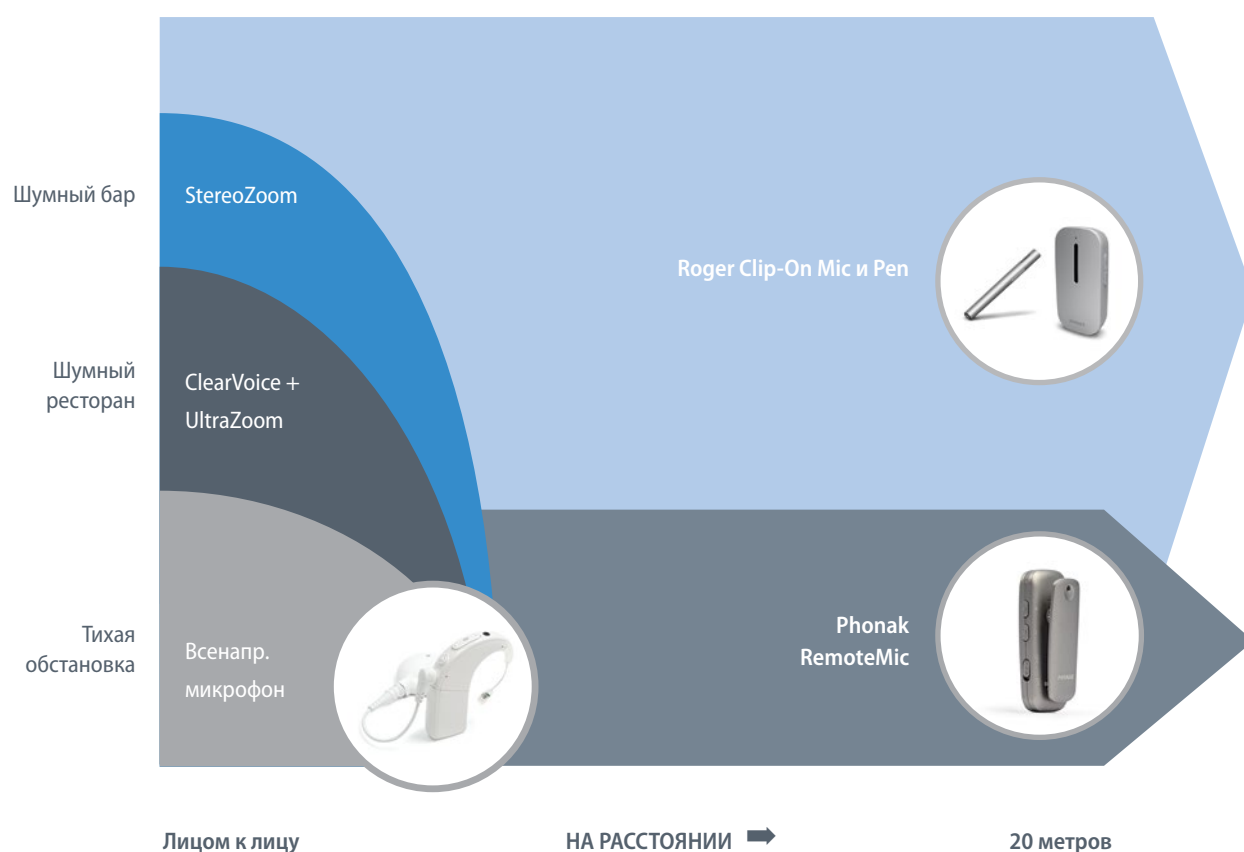 Шумный бар
StereoZoom
Roger Clip-On Mic и Pen
Шумный
ресторан
ClearVoice +
UltraZoom
Тихая
обстановка
Всенапр.
микрофон
Phonak
RemoteMic
Лицом к лицу
НА РАССТОЯНИИ
20 метров